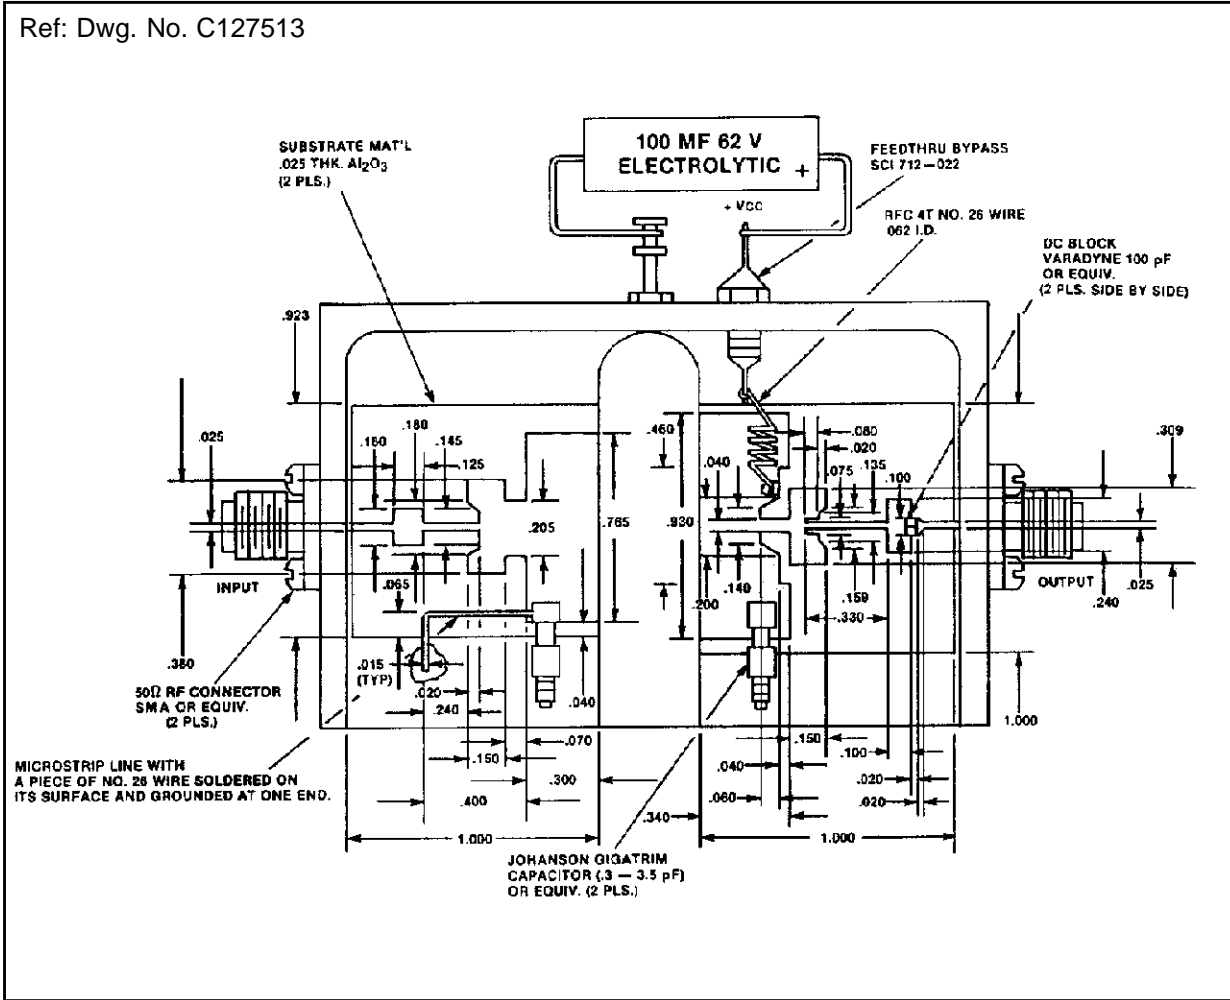 Ref: Dwg. No. C127513
SUBSTRATE MAT'L
.025 THK. Al2O3
(2 PLS.)
100 MF 62 V
ELECTROLYTIC +
+ VCC
FEEDTHRU BYPASS
SCI 712-022
RFC 4T NO. 26 WIRE
.062 I.D.
DC BLOCK
VARADYNE 100 pF
OR EQUIV.
(2 PLS. SIDE BY SIDE)
.923
.025
.160
.180
.145
.125
.205
.765
.065
INPUT
.380
.015
(TYP)
.020
.240
.040
.070
.150
.300
.400
1.000
.460
.040
.930
.200
.140
.080
.020
.075
.135
.100
.309
.159
.330
OUTPUT
.025
.240
1.000
.150
.100
.040
.020
.060
.020
.340
1.000
50Ω RF CONNECTOR
SMA OR EQUIV.
(2 PLS.)
MICROSTRIP LINE WITH
A PIECE OF NO. 26 WIRE SOLDERED ON
ITS SURFACE AND GROUNDED AT ONE END.
JOHANSON GIGATRIM
CAPACITOR (.3 — 3.5 pF)
OR EQUIV. (2 PLS.)